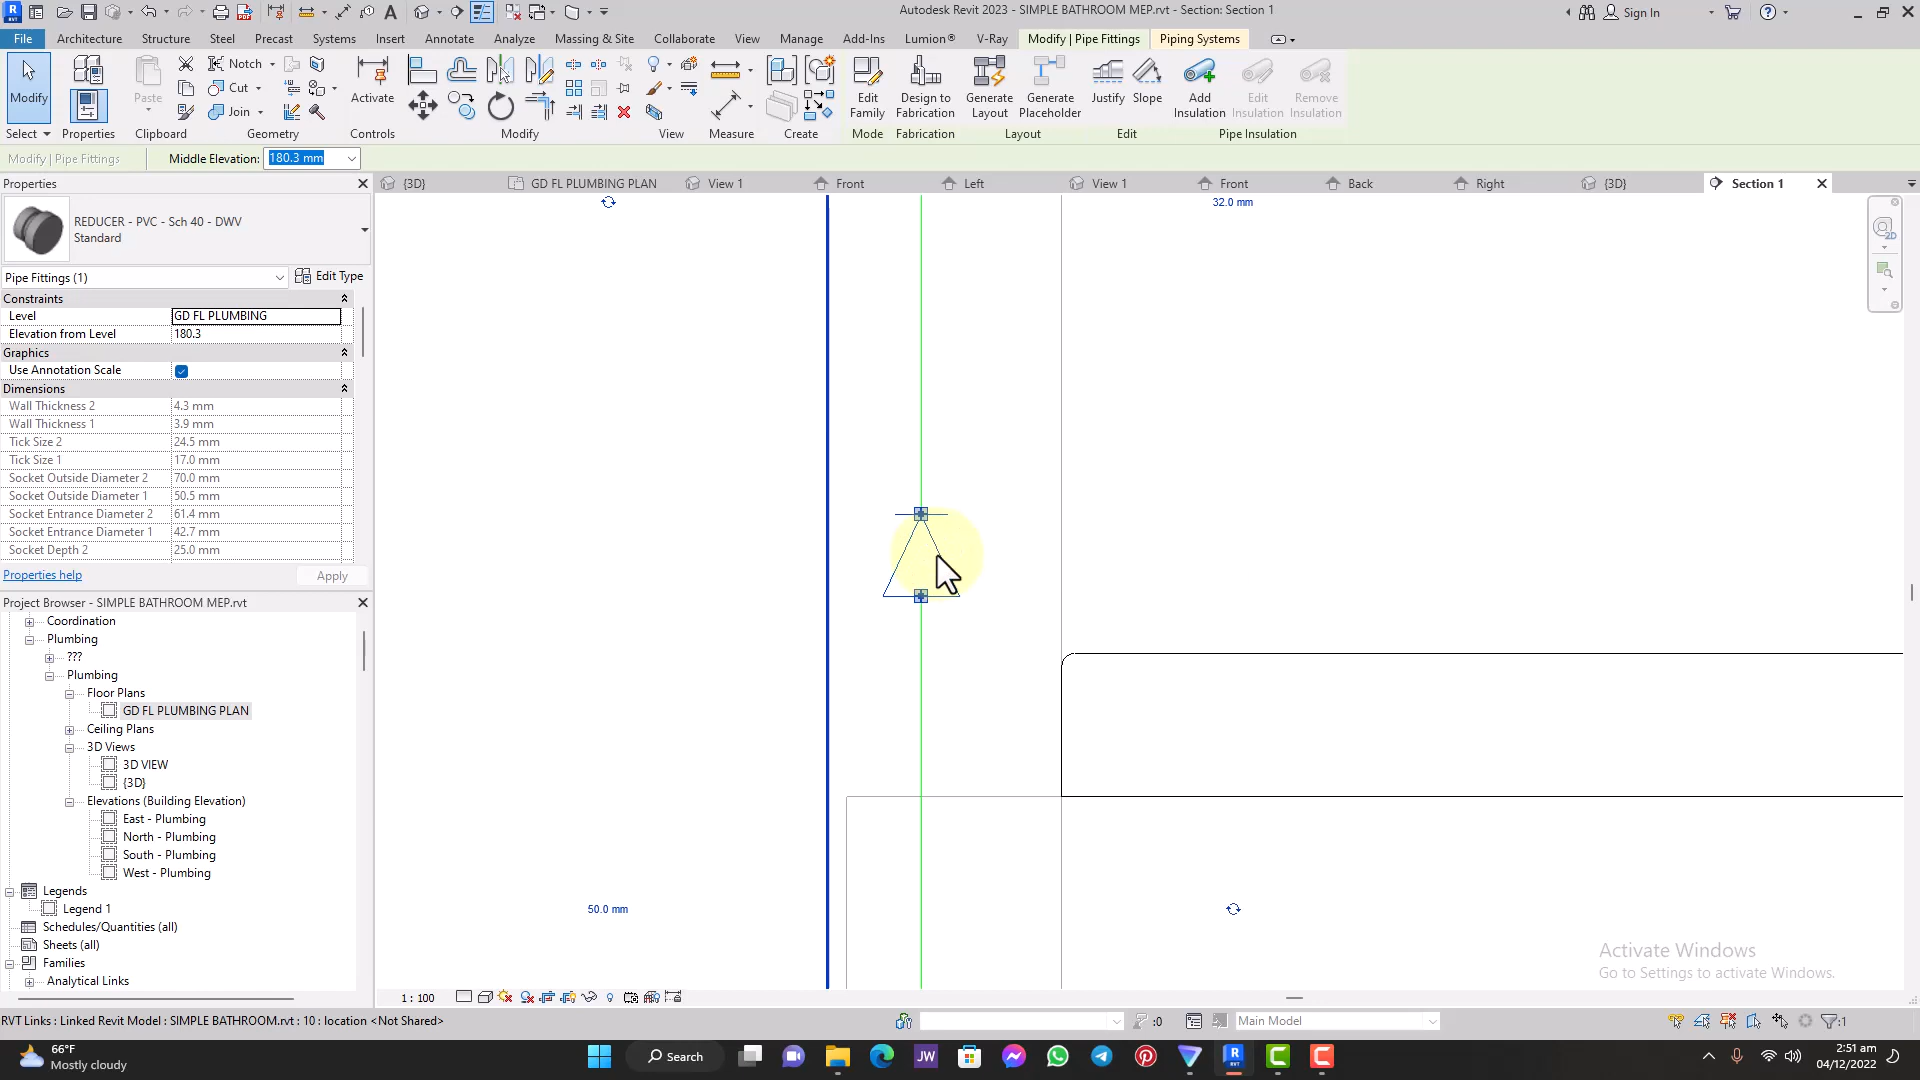 Autodesk Revit 2023 - SIMPLE BATHROOM MEP.rvt - Section: Section 1
Sign In
File
Architecture
Structure
Steel
Precast
Systems
Insert
Annotate
Analyze
Massing & Site
Collaborate
View
Manage
Add-Ins
Lumion®
V-Ray
Modify | Pipe Fittings
Piping Systems
Modify
Paste
Notch
Cut
Join
Activate
Edit Family
Design to Fabrication
Generate Layout
Generate Placeholder
Justify
Slope
Add Insulation
Edit Insulation
Remove Insulation
Select
Properties
Clipboard
Geometry
Controls
Modify
View
Measure
Create
Mode
Fabrication
Layout
Edit
Pipe Insulation
Modify | Pipe Fittings
Middle Elevation:
180.3 mm
Properties
{3D}
GD FL PLUMBING PLAN
View 1
Front
Left
View 1
Front
Back
Right
{3D}
Section 1
REDUCER - PVC - Sch 40 - DWV
Standard
Pipe Fittings (1)
Edit Type
Constraints
Level
GD FL PLUMBING
Elevation from Level
180.3
Graphics
Use Annotation Scale
Dimensions
Wall Thickness 2
4.3 mm
Wall Thickness 1
3.9 mm
Tick Size 2
24.5 mm
Tick Size 1
17.0 mm
Socket Outside Diameter 2
70.0 mm
Socket Outside Diameter 1
50.5 mm
Socket Entrance Diameter 2
61.4 mm
Socket Entrance Diameter 1
42.7 mm
Socket Depth 2
25.0 mm
Properties help
Apply
Project Browser - SIMPLE BATHROOM MEP.rvt
Coordination
Plumbing
???
Plumbing
Floor Plans
GD FL PLUMBING PLAN
Ceiling Plans
3D Views
3D VIEW
{3D}
Elevations (Building Elevation)
East - Plumbing
North - Plumbing
South - Plumbing
West - Plumbing
Legends
Legend 1
Schedules/Quantities (all)
Sheets (all)
Families
Analytical Links
32.0 mm
2D
50.0 mm
Activate Windows
Go to Settings to activate Windows.
1 : 100
RVT Links : Linked Revit Model : SIMPLE BATHROOM.rvt : 10 : location <Not Shared>
:0
Main Model
:1
66°F
Mostly cloudy
Search
JW
2:51 am
04/12/2022